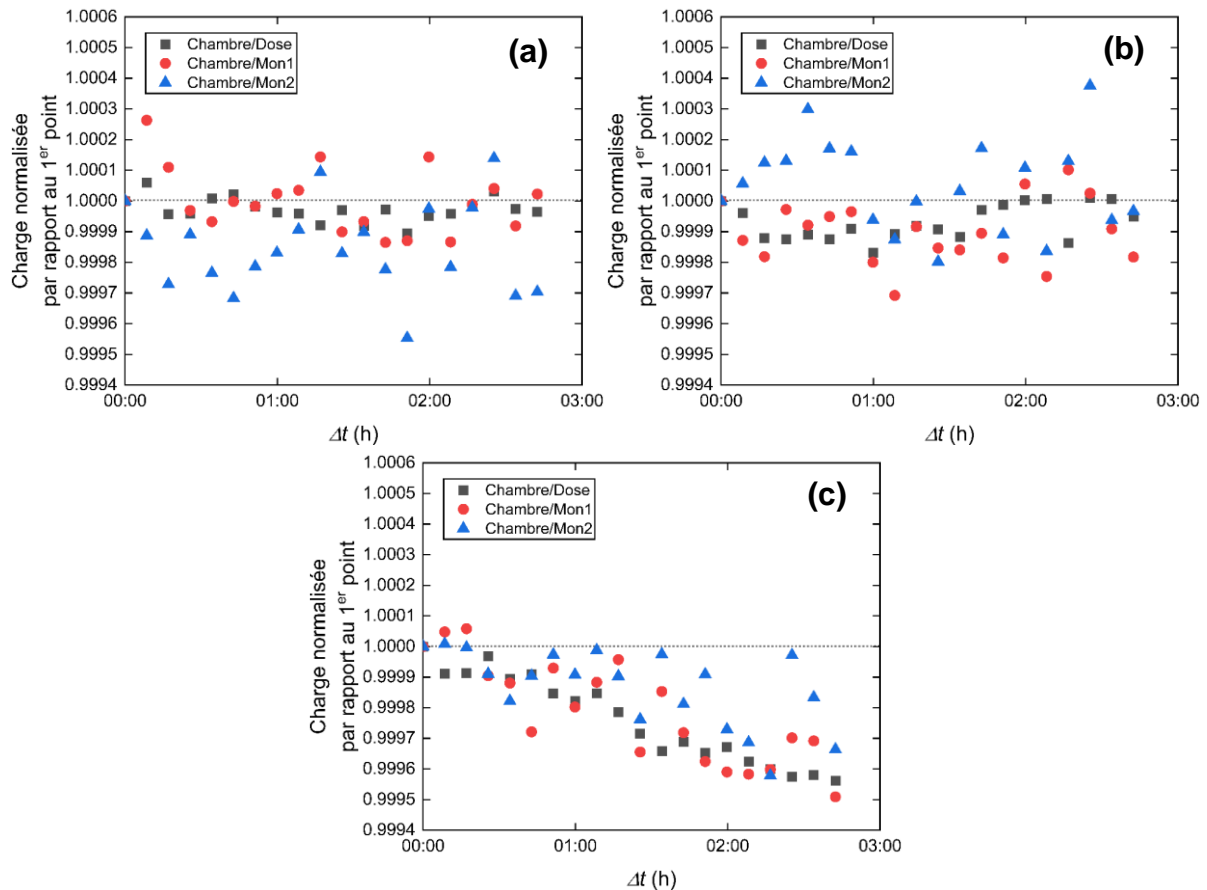 1.0006
1.0005
1.0004
1.0003
1.0002
1.0001
1.0000
0.9999
0.9998
0.9997
0.9996
0.9995
0.9994
Charge normalisée
par rapport au 1er point
Chambre/Dose
Chambre/Mon1
Chambre/Mon2
(a)
00:00 01:00 02:00 03:00
Δt (h)
1.0006
1.0005
1.0004
1.0003
1.0002
1.0001
1.0000
0.9999
0.9998
0.9997
0.9996
0.9995
0.9994
Charge normalisée
par rapport au 1er point
Chambre/Dose
Chambre/Mon1
Chambre/Mon2
(b)
00:00 01:00 02:00 03:00
Δt (h)
1.0006
1.0005
1.0004
1.0003
1.0002
1.0001
1.0000
0.9999
0.9998
0.9997
0.9996
0.9995
0.9994
Charge normalisée
par rapport au 1er point
Chambre/Dose
Chambre/Mon1
Chambre/Mon2
(c)
00:00 01:00 02:00 03:00
Δt (h)